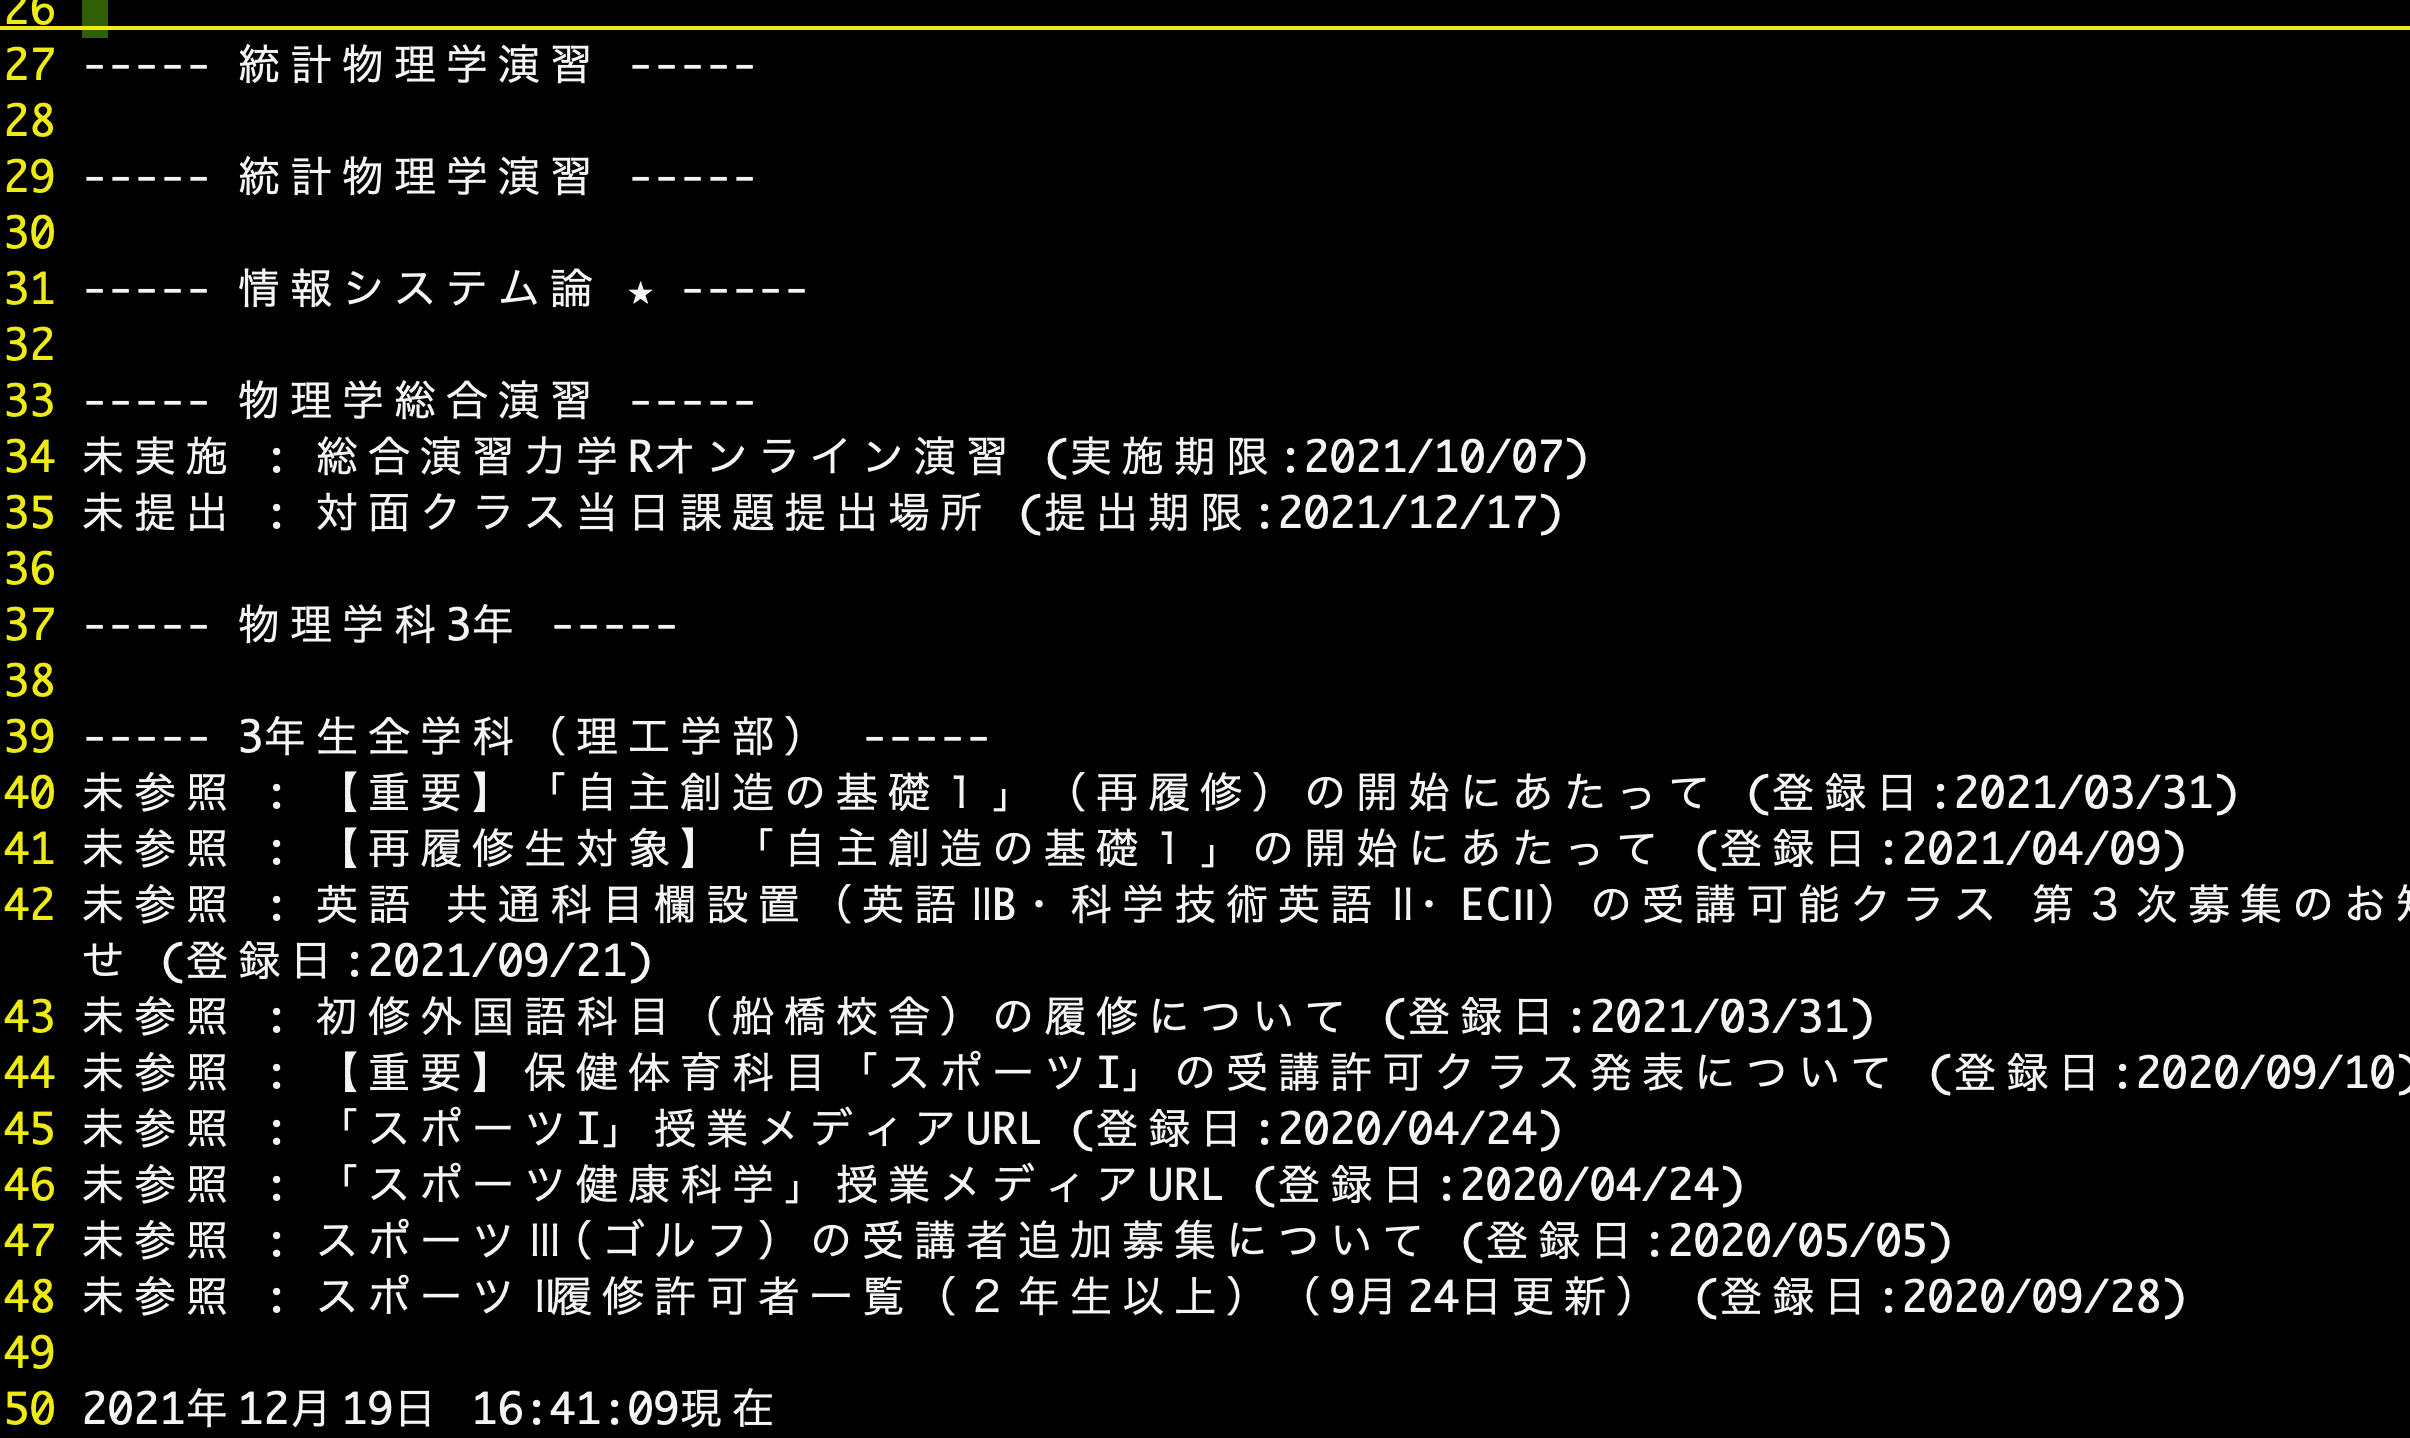 26
27 ----- 統計物理学演習 -----
28
29 ----- 統計物理学演習 -----
30
31 ----- 情報システム論 ★ -----
32
33 ----- 物理学総合演習 -----
34 未実施 : 総合演習力学Rオンライン演習 (実施期限:2021/10/07)
35 未提出 : 対面クラス当日課題提出場所 (提出期限:2021/12/17)
36
37 ----- 物理学科3年 -----
38
39 ----- 3年生全学科（理工学部） -----
40 未参照 : 【重要】「自主創造の基礎１」（再履修）の開始にあたって (登録日:2021/03/31)
41 未参照 : 【再履修生対象】「自主創造の基礎１」の開始にあたって (登録日:2021/04/09)
42 未参照 : 英語 共通科目欄設置（英語ⅡB・科学技術英語Ⅱ・ECⅡ）の受講可能クラス 第３次募集のお知
せ (登録日:2021/09/21)
43 未参照 : 初修外国語科目（船橋校舎）の履修について (登録日:2021/03/31)
44 未参照 : 【重要】保健体育科目「スポーツI」の受講許可クラス発表について (登録日:2020/09/10)
45 未参照 : 「スポーツI」授業メディアURL (登録日:2020/04/24)
46 未参照 : 「スポーツ健康科学」授業メディアURL (登録日:2020/04/24)
47 未参照 : スポーツⅢ（ゴルフ）の受講者追加募集について (登録日:2020/05/05)
48 未参照 : スポーツⅡ履修許可者一覧（２年生以上）（9月24日更新） (登録日:2020/09/28)
49
50 2021年12月19日 16:41:09現在